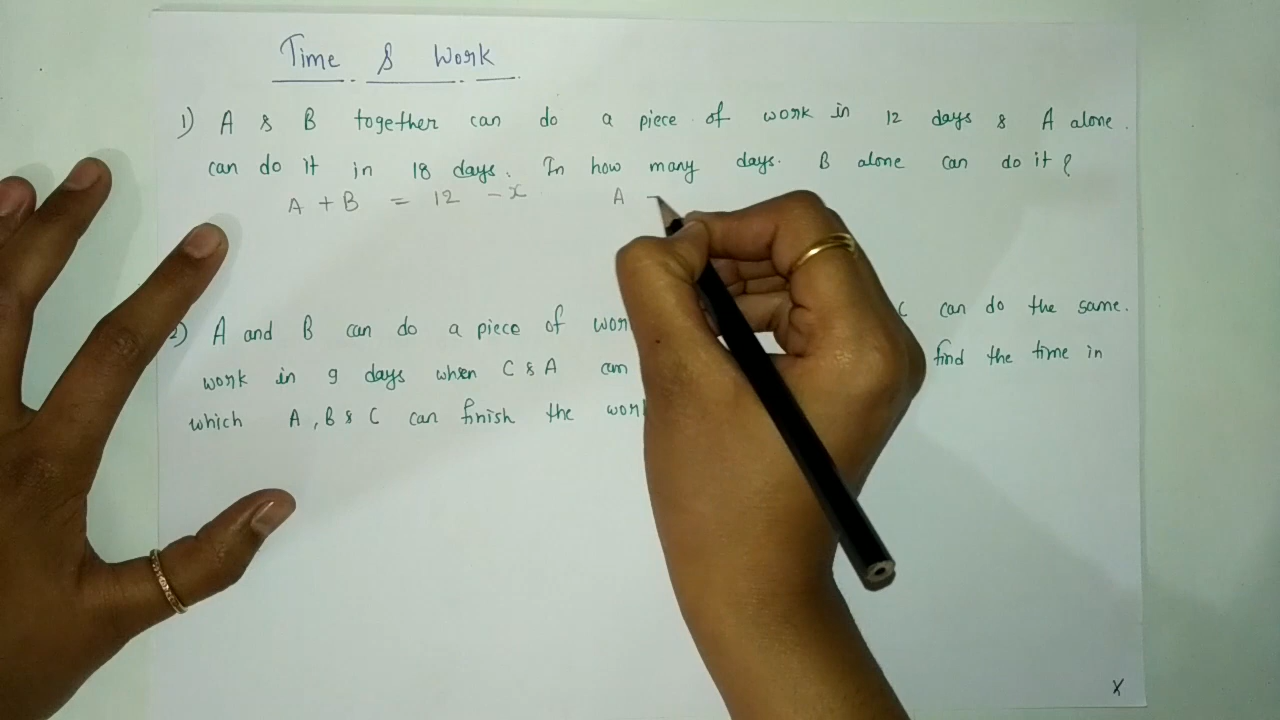 Time & Work
1) A & B together can do a piece of work in 12 days & A alone.
can do it in 18 days. In how many days. B alone can do it ?
A + B = 12 - x
A -
2) A and B can do a piece of C can do the same.
work in 9 days when C & A can find the time in
which A, B & C can finish the
x